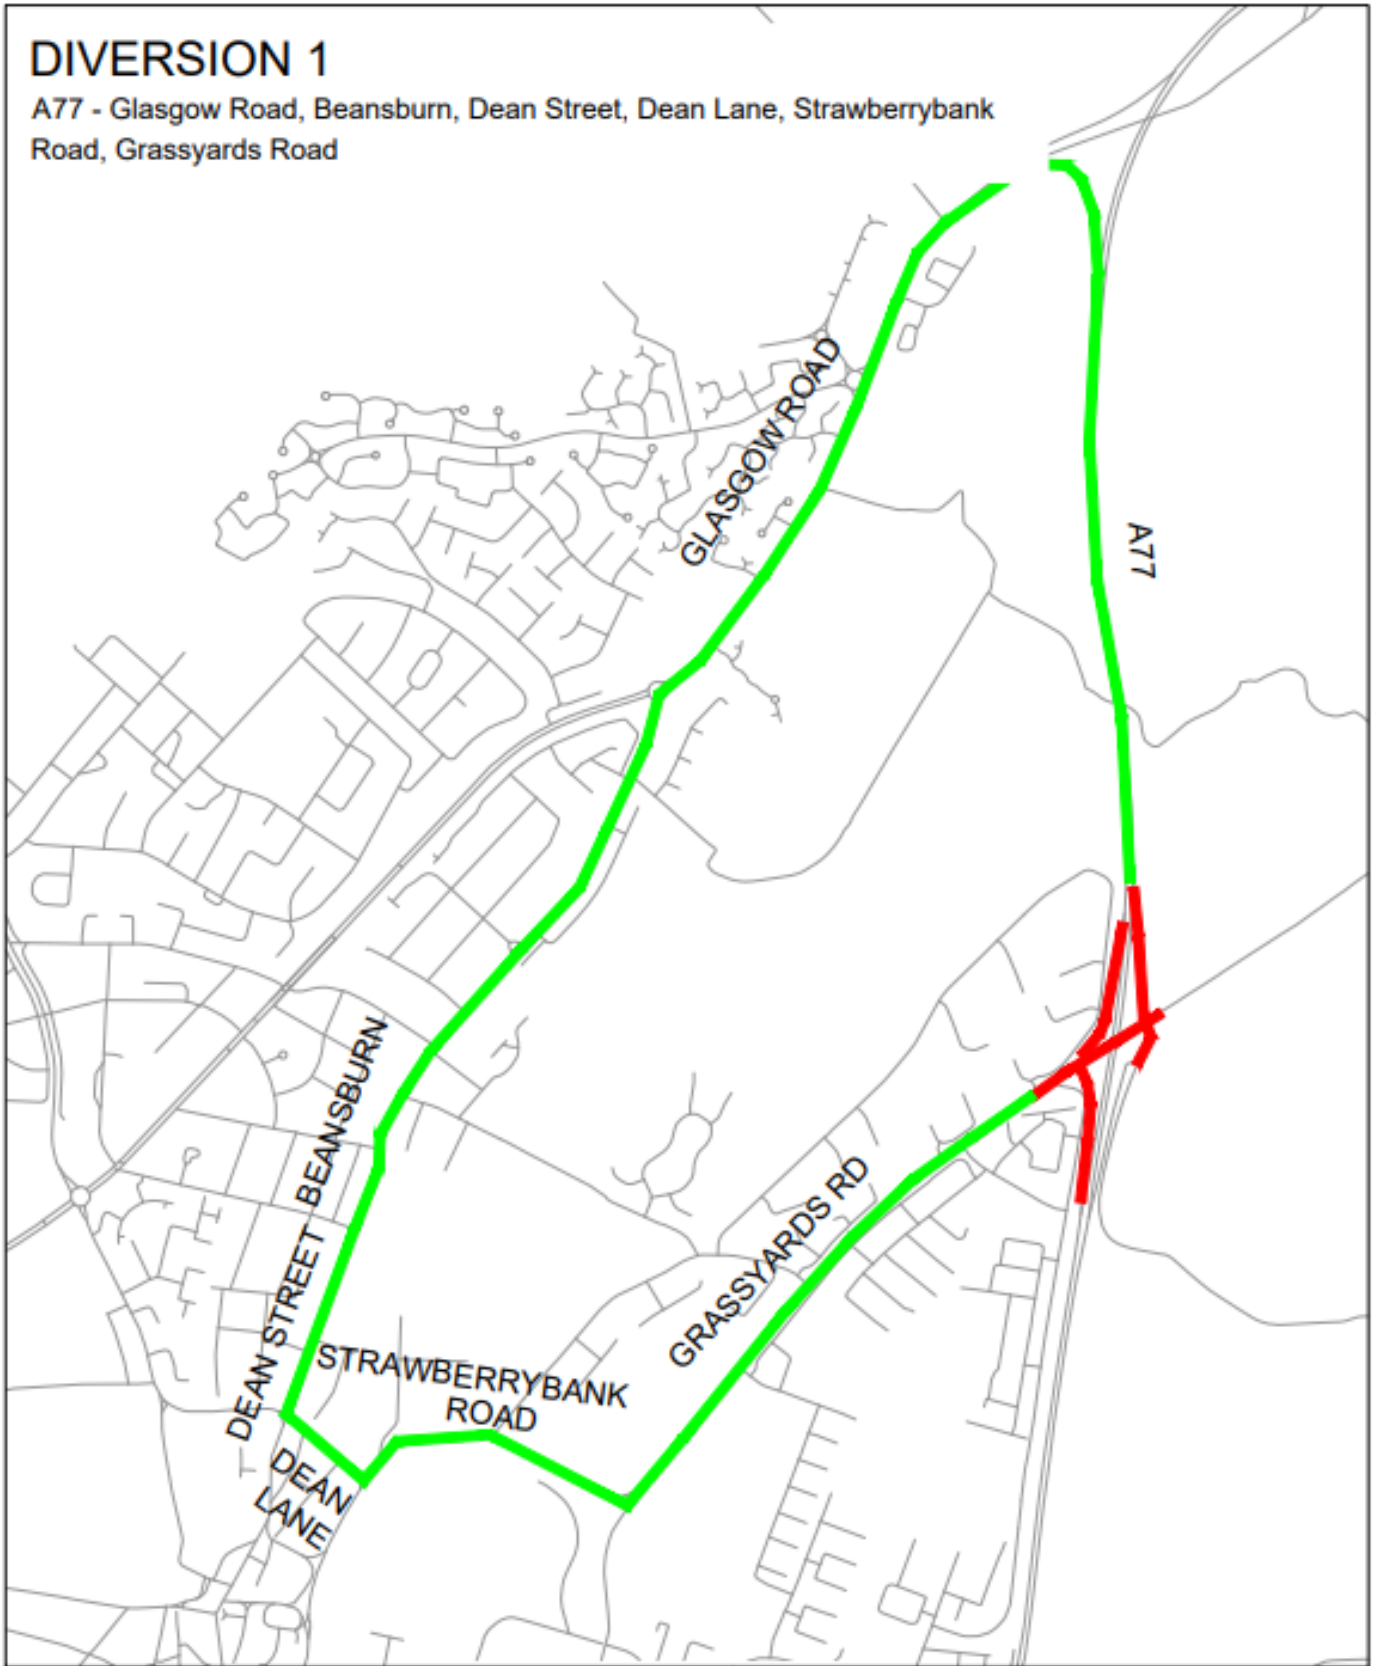 DIVERSION 1
A77 - Glasgow Road, Beansburn, Dean Street, Dean Lane, Strawberrybank
Road, Grassyards Road
GLASGOW ROAD
A77
BEANSBURN
DEAN STREET
GRASSYARDS RD
STRAWBERRYBANK
ROAD
DEAN
LANE